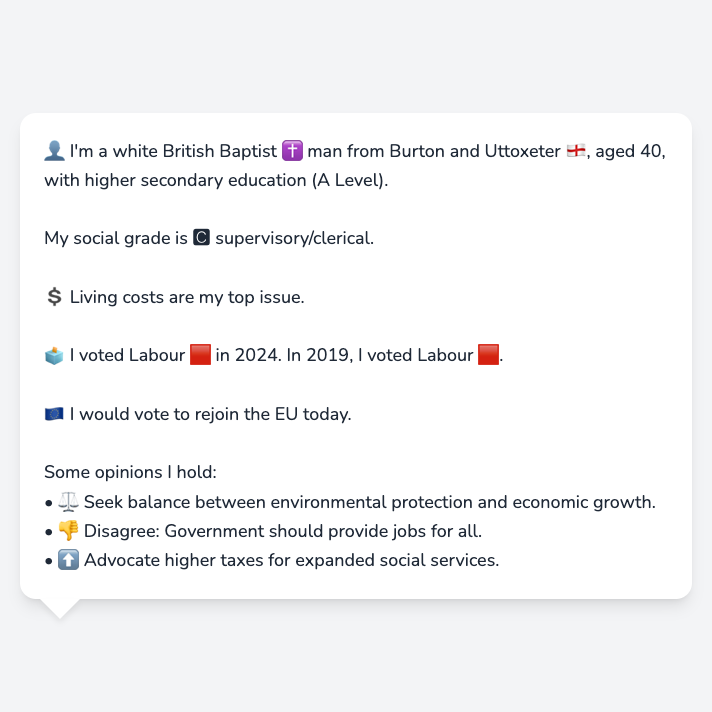 👤 I'm a white British Baptist ✝️ man from Burton and Uttoxeter 🏴󠁧󠁢󠁥󠁮󠁧󠁿, aged 40,
with higher secondary education (A Level).
My social grade is 🅲 supervisory/clerical.
💲 Living costs are my top issue.
🗳️ I voted Labour 🟥 in 2024. In 2019, I voted Labour 🟥.
🇪🇺 I would vote to rejoin the EU today.
Some opinions I hold:
• ⚖️ Seek balance between environmental protection and economic growth.
• 👎 Disagree: Government should provide jobs for all.
• ⬆️ Advocate higher taxes for expanded social services.